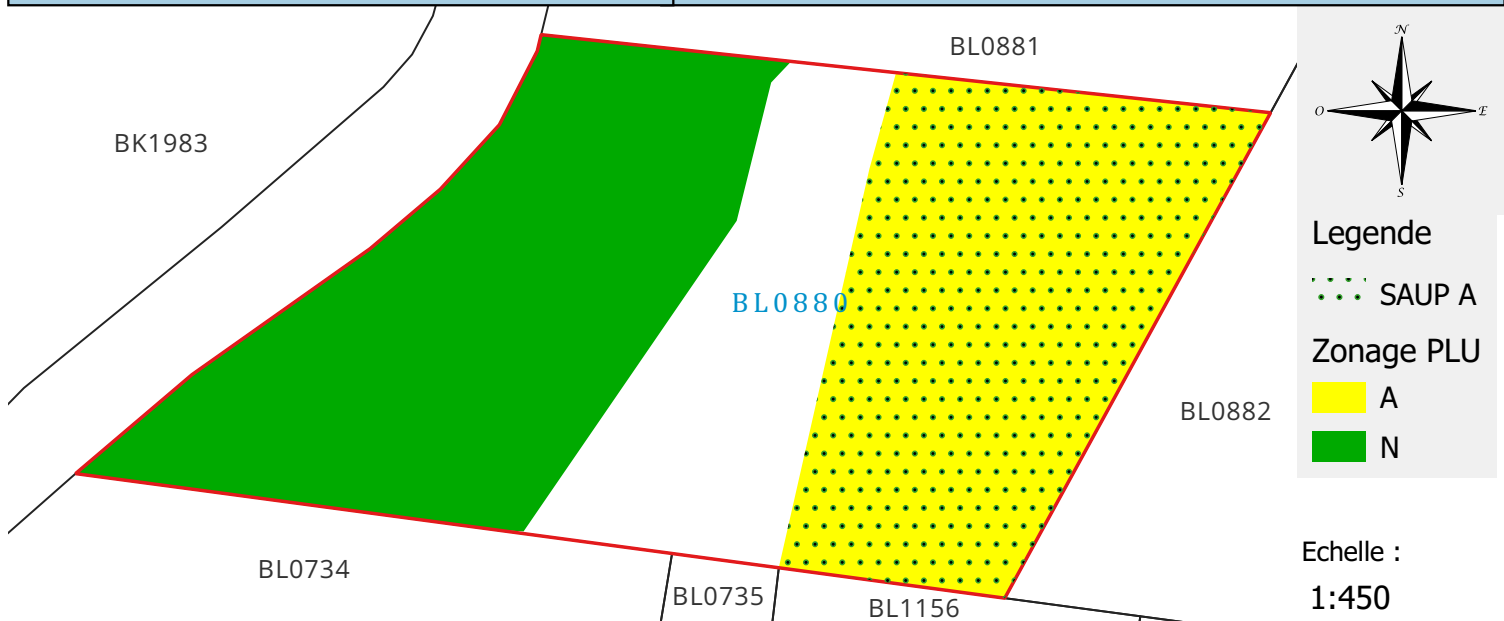 BL0881
N
BK1983
O
E
S
Legende
SAUP A
BL0880
Zonage PLU
A
BL0882
N
Echelle :
BL0734
BL0735
1:450
BL1156